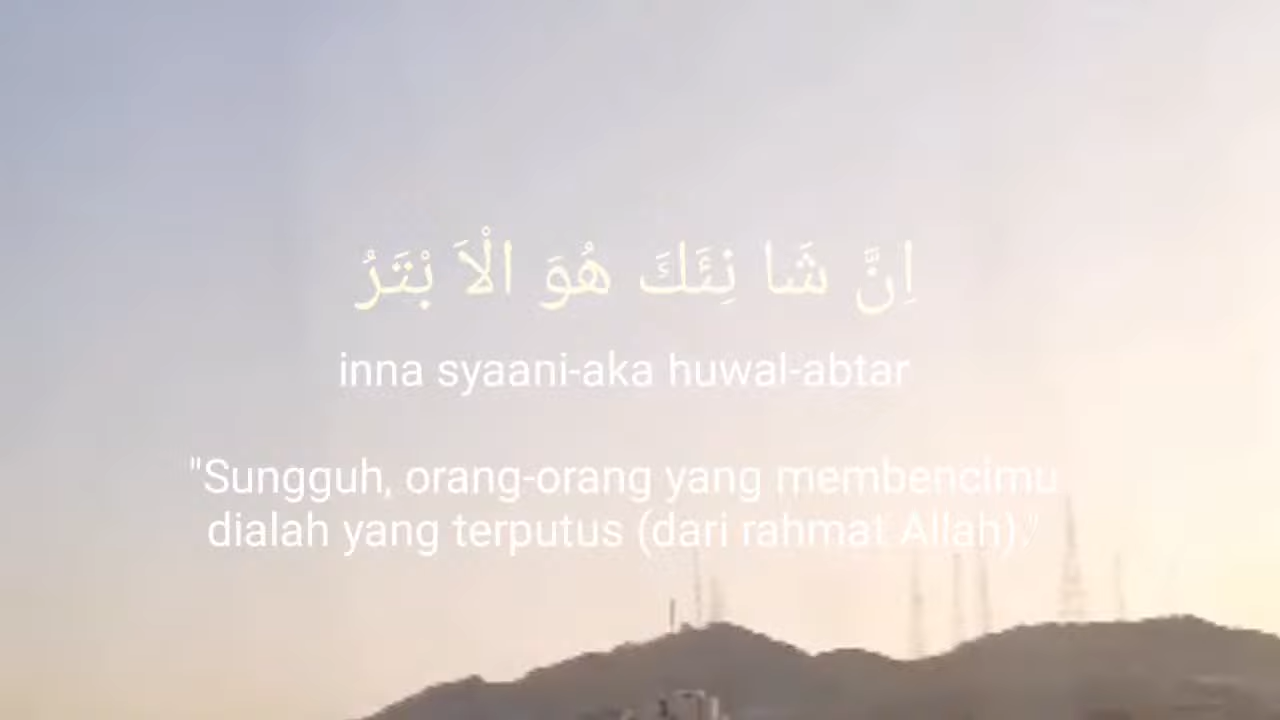 اِنَّ شَا نِئَكَ هُوَ الْاَ بْتَرُ
inna syaani-aka huwal-abtar
"Sungguh, orang-orang yang membencimu
dialah yang terputus (dari rahmat Allah)."